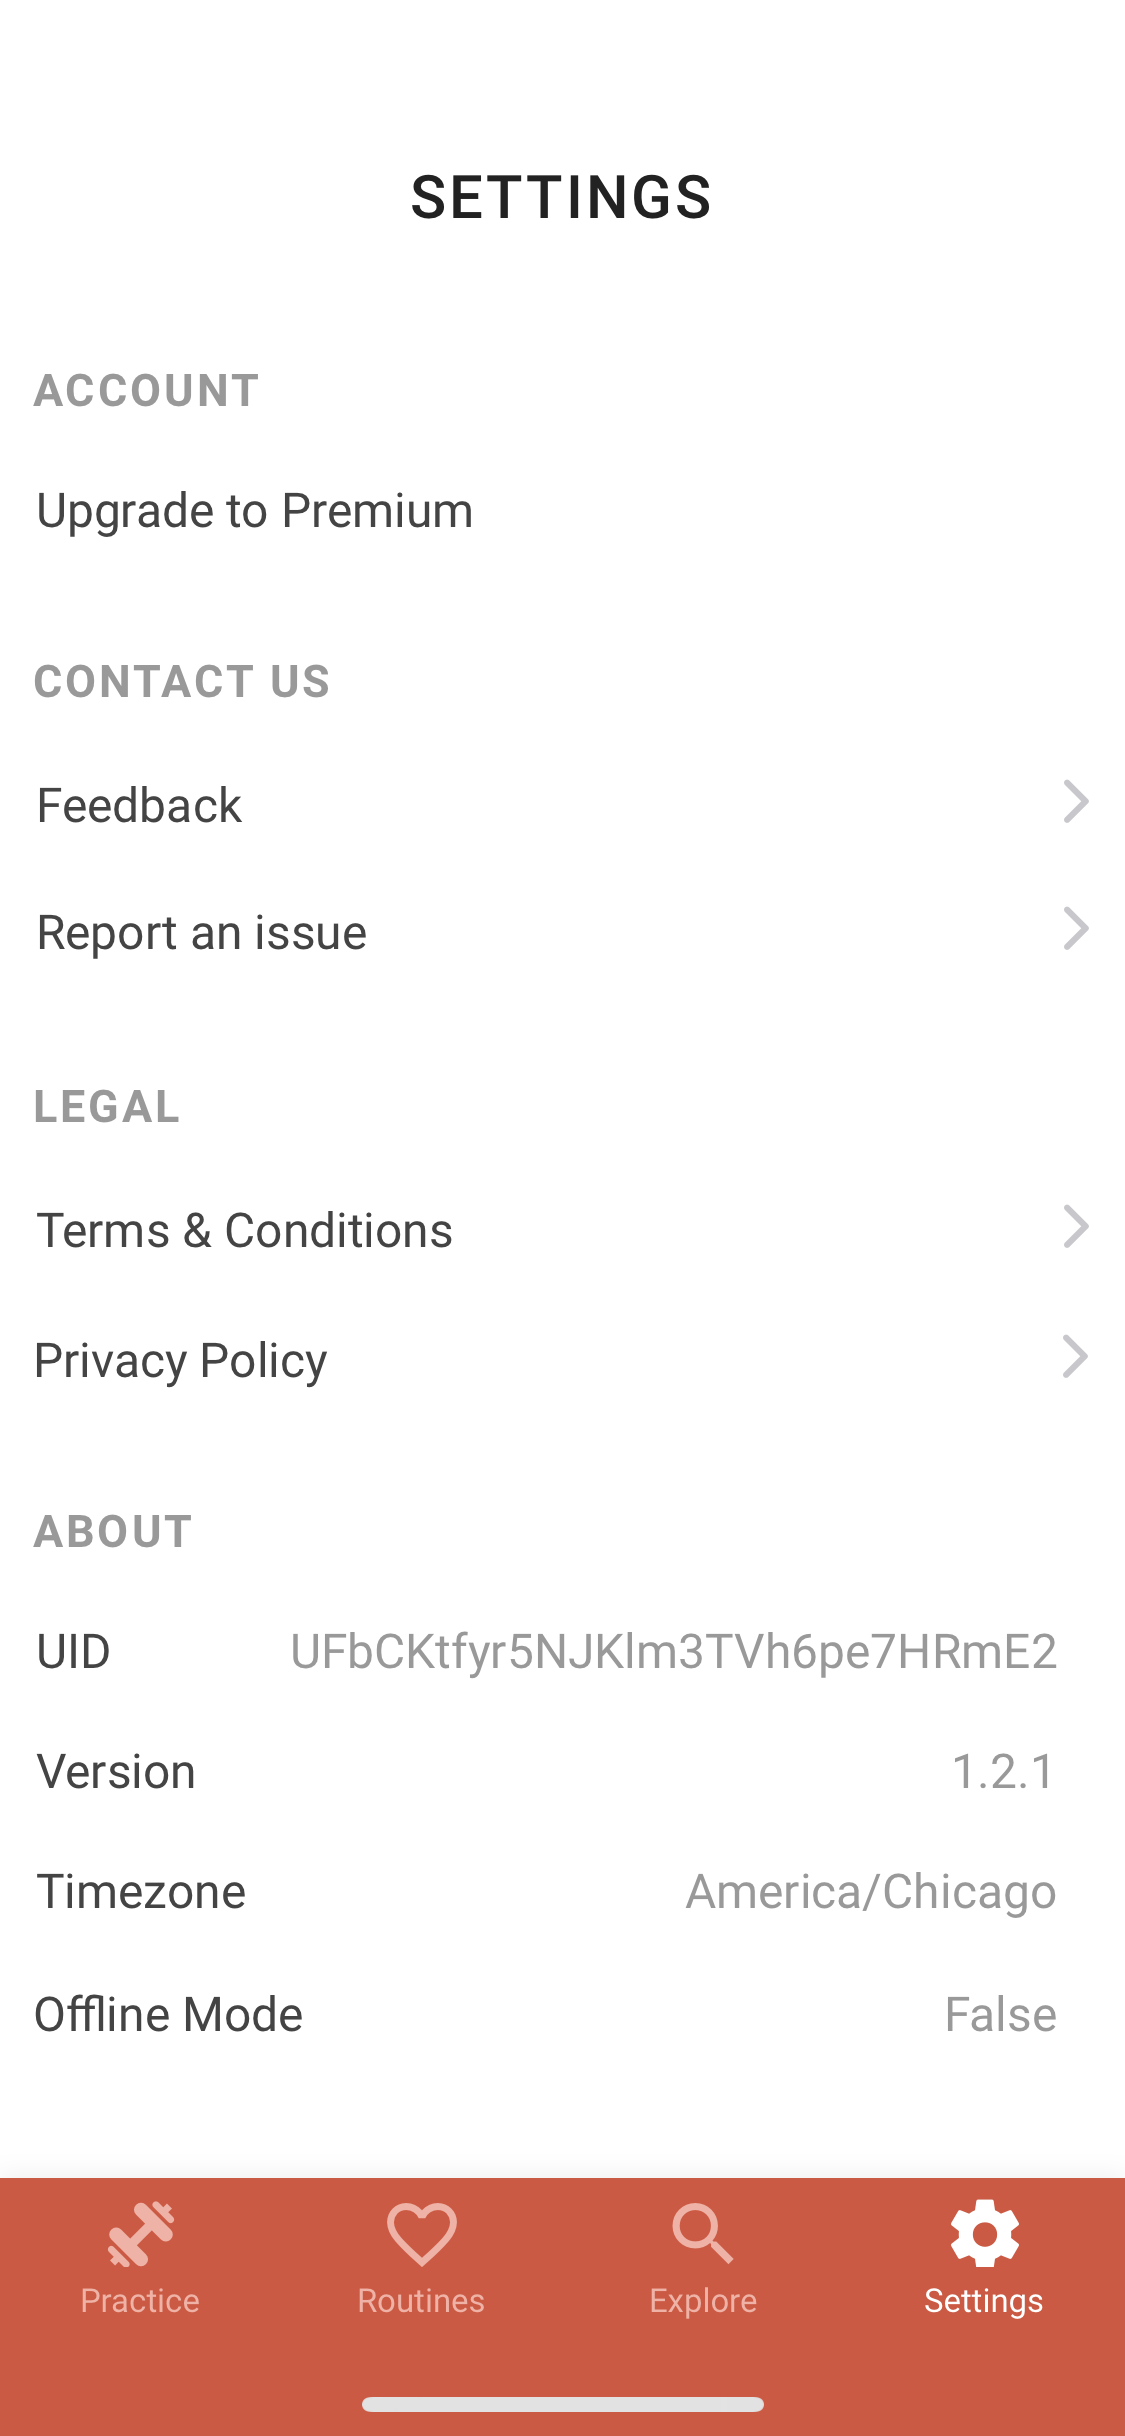 SETTINGS
ACCOUNT
Upgrade to Premium
CONTACT US
Feedback
Report an issue
LEGAL
Terms & Conditions
Privacy Policy
ABOUT
UID UFbCKtfyr5NJKlm3TVh6pe7HRmE2
Version 1.2.1
Timezone America/Chicago
Offline Mode False
Practice Routines Explore Settings